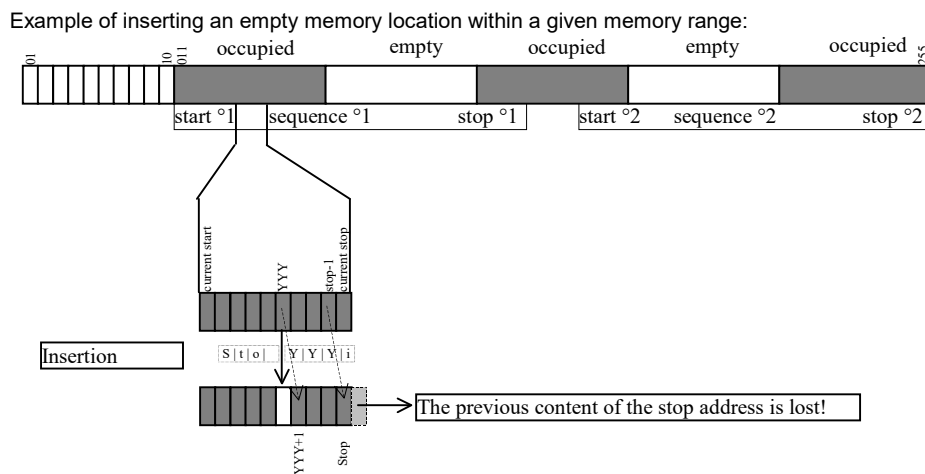 Example of inserting an empty memory location within a given memory range:
occupied empty occupied empty occupied
01 10 011 255
start °1 sequence °1 stop °1 start °2 sequence °2 stop °2
current start YYY stop-1 current stop
Insertion S|t|o| Y|Y|Y|i
The previous content of the stop address is lost!
YYY+1 Stop